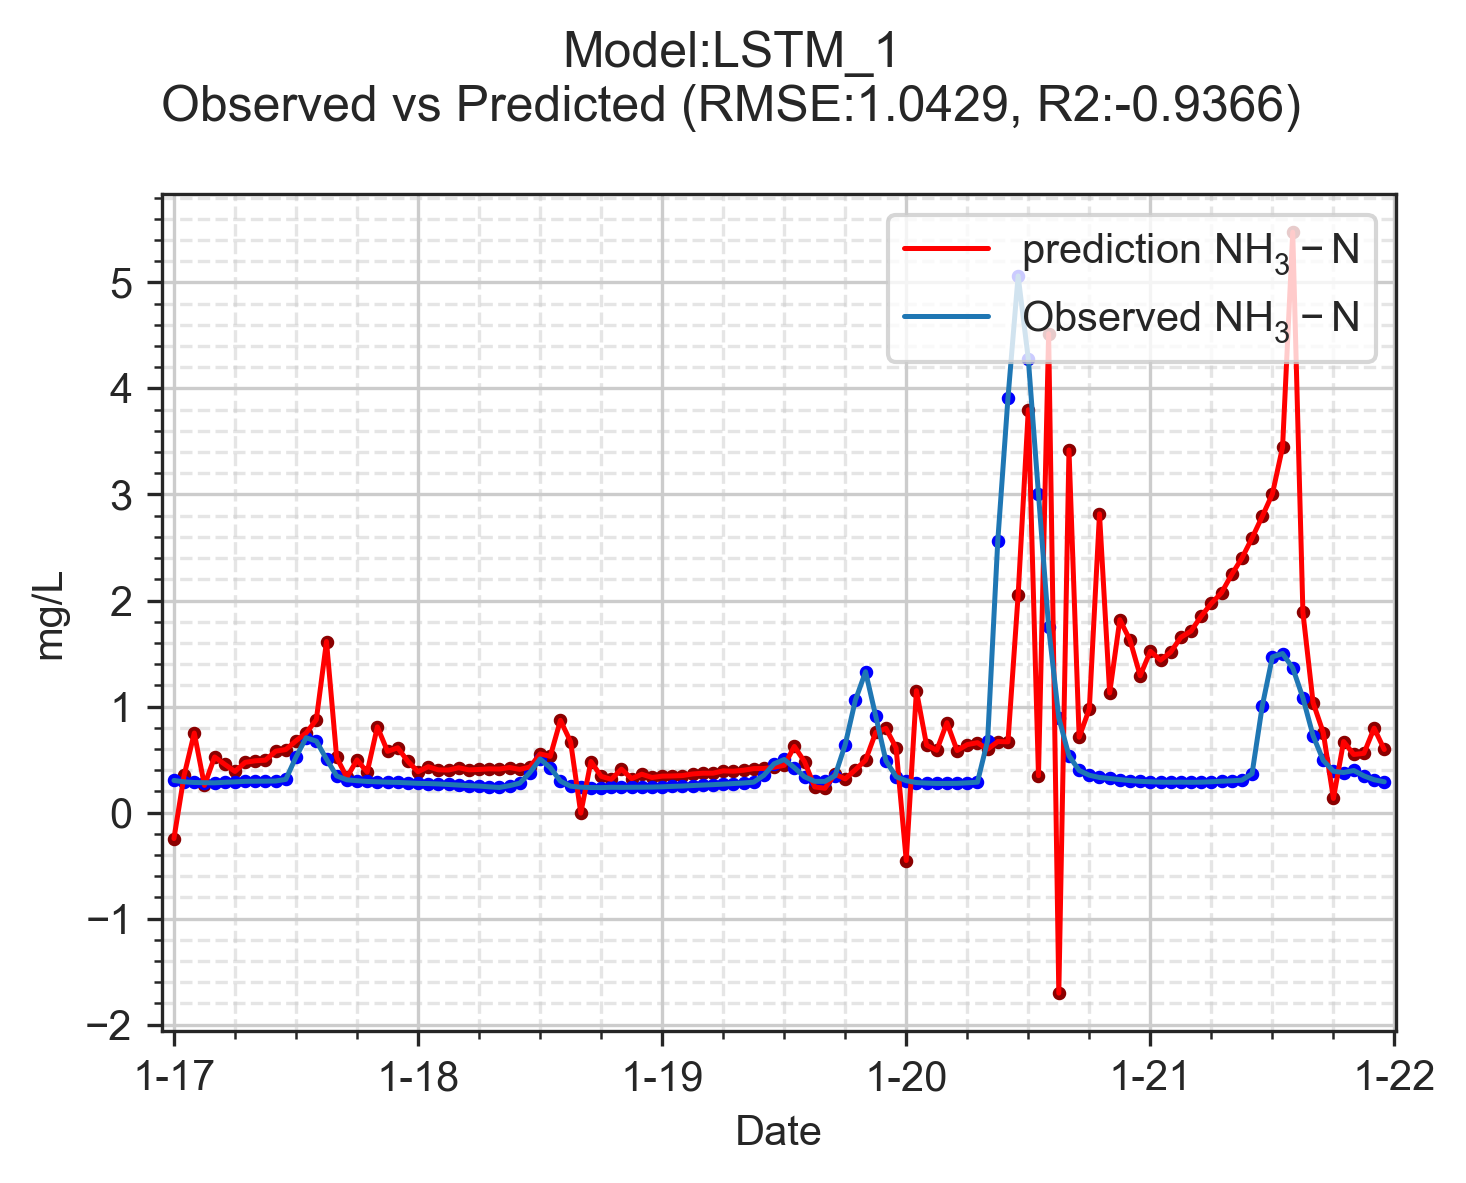 Model:LSTM_1
Observed vs Predicted (RMSE:1.0429, R2:-0.9366)
prediction NH₃ − N
Observed NH₃ − N
5
4
3
2
1
0
−1
−2
mg/L
1-17 1-18 1-19 1-20 1-21 1-22
Date